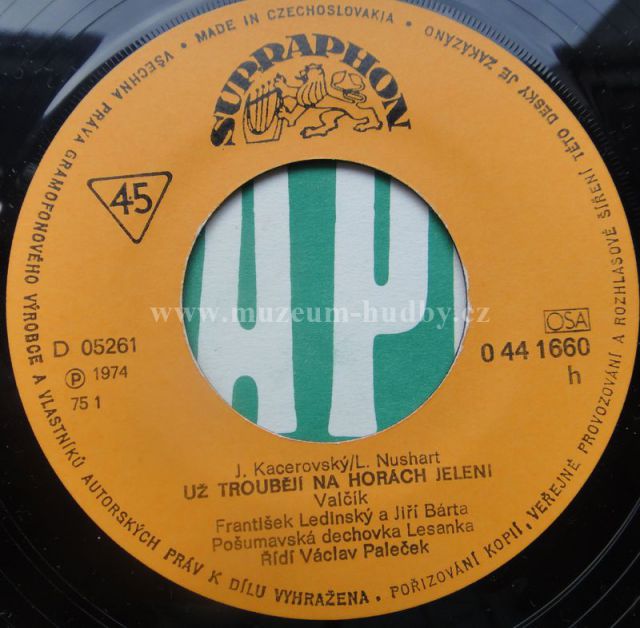 VŠECHNA PRÁVA GRAMOFONOVÉHO VÝROBCE A VLASTNÍKŮ AUTORSKÝCH PRÁV K DÍLU VYHRAŽENA • POŘIZOVÁNÍ KOPIÍ, VEŘEJNÉ PROVOZOVÁNÍ A ROZHLASOVÉ ŠÍŘENÍ TÉTO DESKY JE ZAKÁZÁNO • MADE IN CZECHOSLOVAKIA •
SUPRAPHON
45
AP
www.muzeum-hudby.cz
OSA
D 05261
0 44 1660
℗ 1974
h
75 1
J. Kacerovský/L. Nushart
UŽ TROUBĚJÍ NA HORÁCH JELENI
Valčík
František Ledinský a Jiří Bárta
Pošumavská dechovka Lesanka
Řídí Václav Paleček